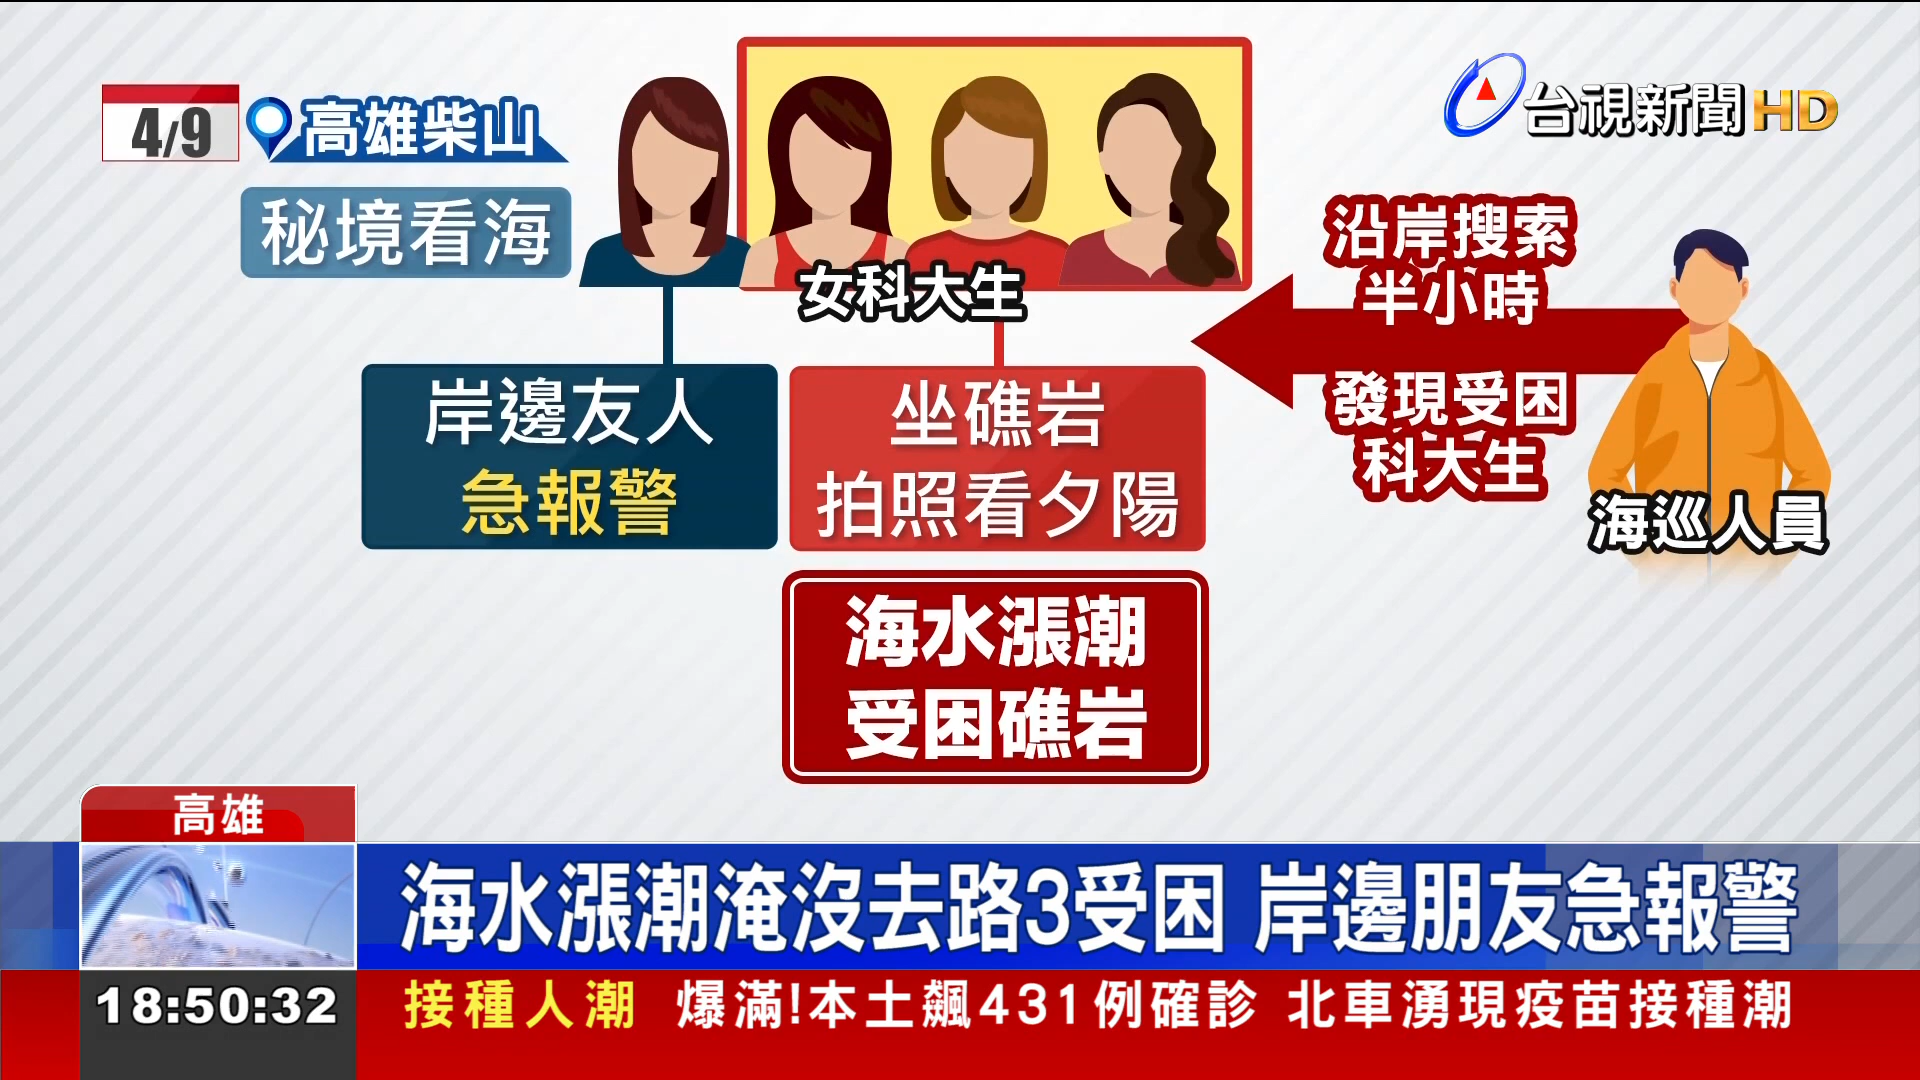 4/9
高雄柴山
台視新聞HD
秘境看海
女科大生
沿岸搜索
半小時
發現受困
科大生
海巡人員
岸邊友人
急報警
坐礁岩
拍照看夕陽
海水漲潮
受困礁岩
高雄
海水漲潮淹沒去路3受困 岸邊朋友急報警
18:50:32
接種人潮 爆滿!本土飆431例確診 北車湧現疫苗接種潮